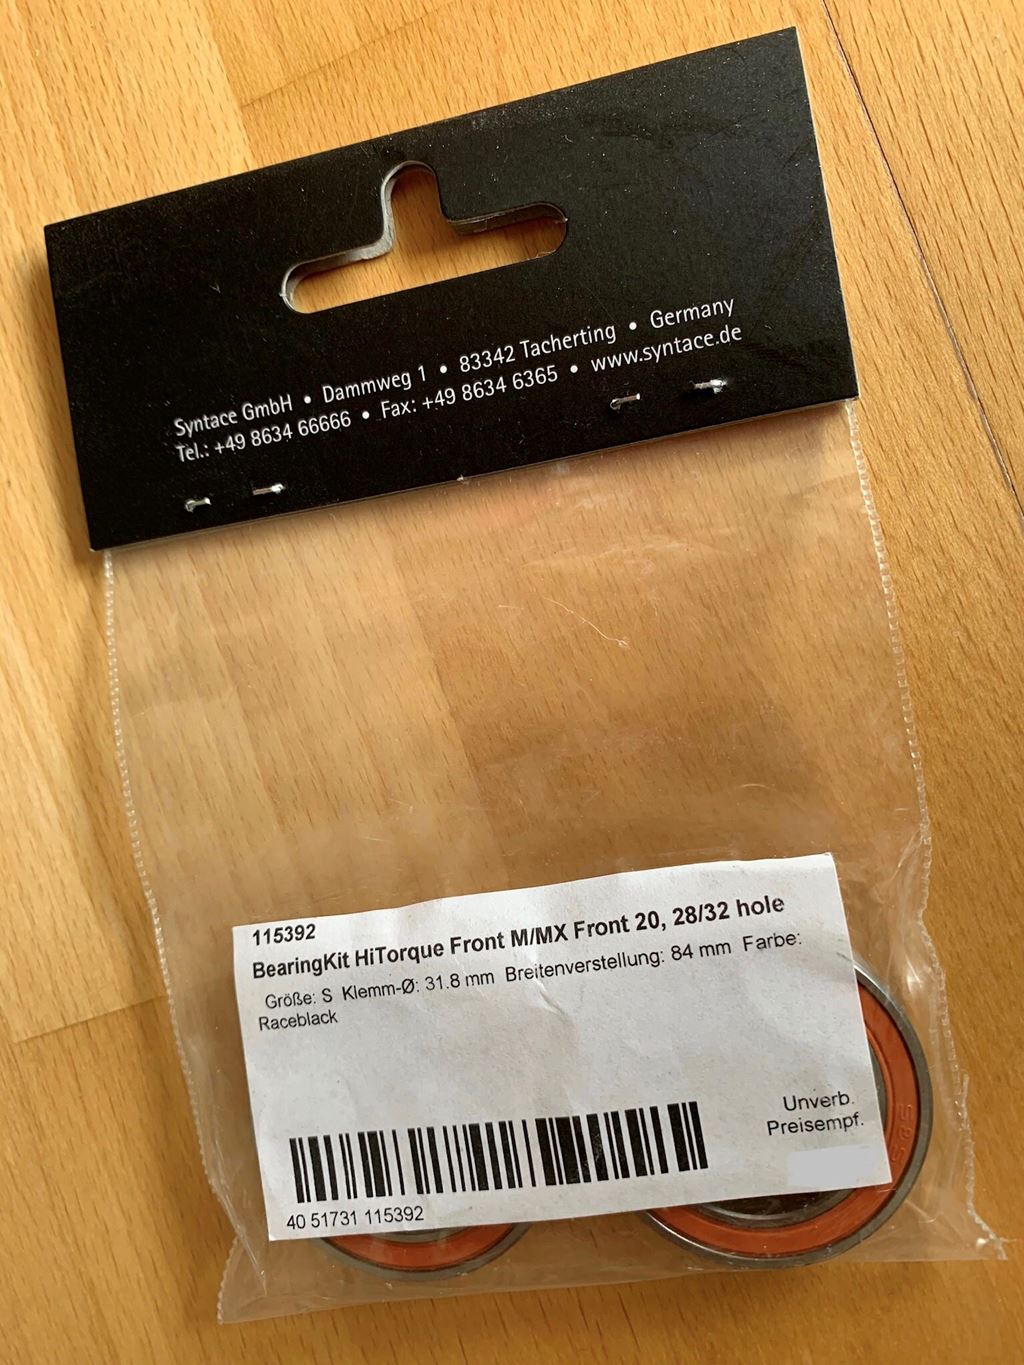 Syntace GmbH • Dammweg 1 • 83342 Tacherting • Germany
Tel.: +49 8634 66666 • Fax: +49 8634 6365 • www.syntace.de
115392
BearingKit HiTorque Front M/MX Front 20, 28/32 hole
Größe: S Klemm-Ø: 31.8 mm Breitenverstellung: 84 mm Farbe:
Raceblack
Unverb.
Preisempf.
40 51731 115392